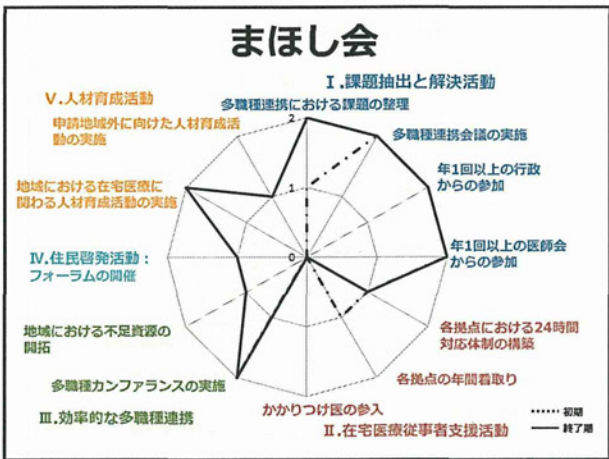 まほし会
Ⅰ.課題抽出と解決活動
多職種連携における課題の整理
多職種連携会議の実施
年1回以上の行政
からの参加
年1回以上の医師会
からの参加
各拠点における24時間
対応体制の構築
各拠点の年間看取り
かかりつけ医の参入
Ⅱ.在宅医療従事者支援活動
多職種カンファランスの実施
Ⅲ.効率的な多職種連携
地域における不足資源の
開拓
Ⅳ.住民啓発活動：
フォーラムの開催
地域における在宅医療に
関わる人材育成活動の実施
Ⅴ.人材育成活動
申請地域外に向けた人材育成活
動の実施
2
1
0
初期
終了期